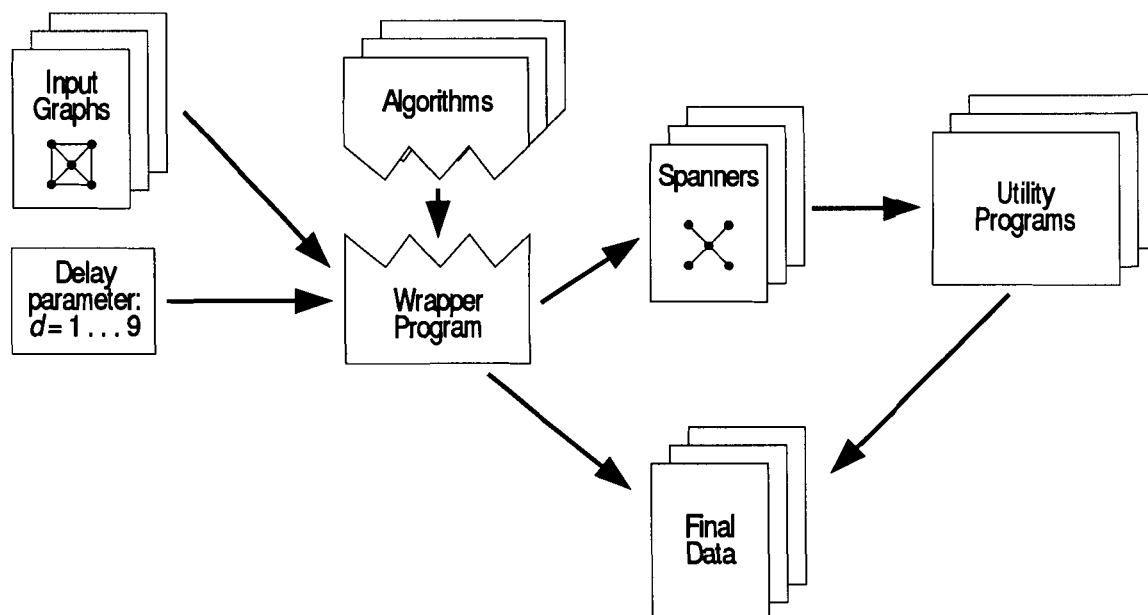 Input
Graphs
Algorithms
Spanners
Utility
Programs
Delay
parameter:
d = 1 . . . 9
Wrapper
Program
Final
Data